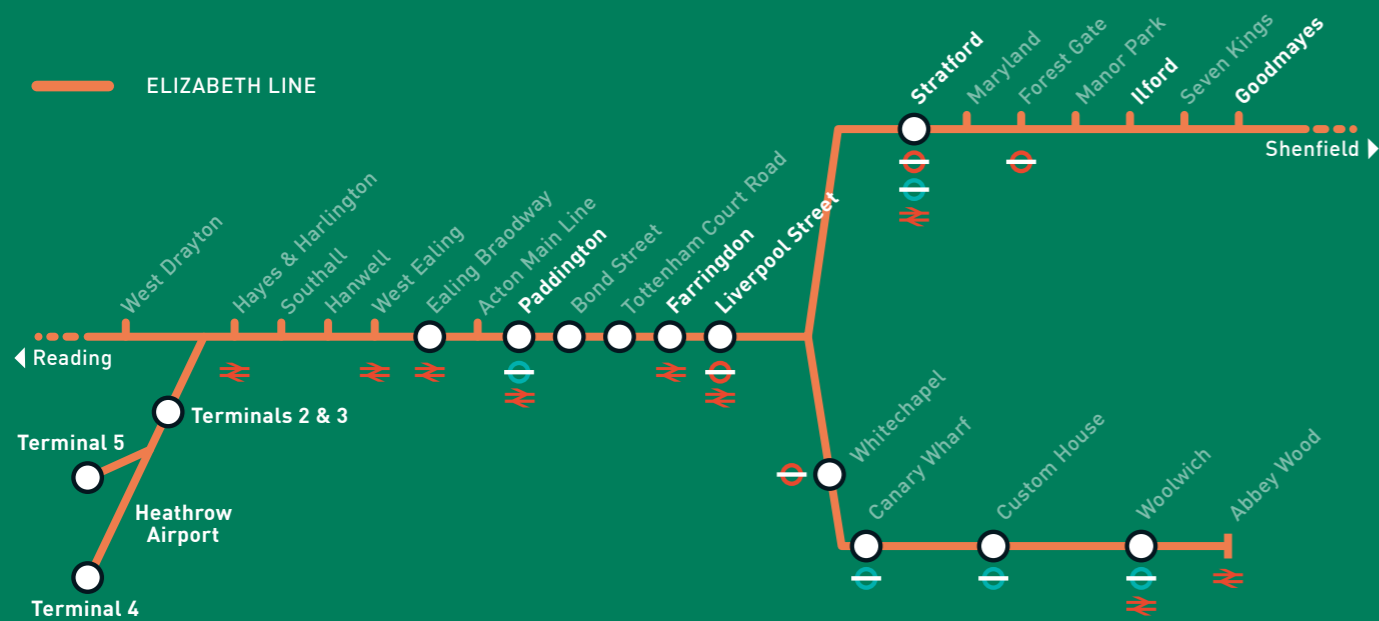 ELIZABETH LINE
Stratford
Maryland
Forest Gate
Manor Park
Ilford
Seven Kings
Goodmayes
Shenfield
West Drayton
Hayes & Harlington
Southall
Hanwell
West Ealing
Ealing Braodway
Acton Main Line
Paddington
Bond Street
Tottenham Court Road
Farringdon
Liverpool Street
Reading
Terminals 2 & 3
Terminal 5
Heathrow
Airport
Terminal 4
Whitechapel
Canary Wharf
Custom House
Woolwich
Abbey Wood